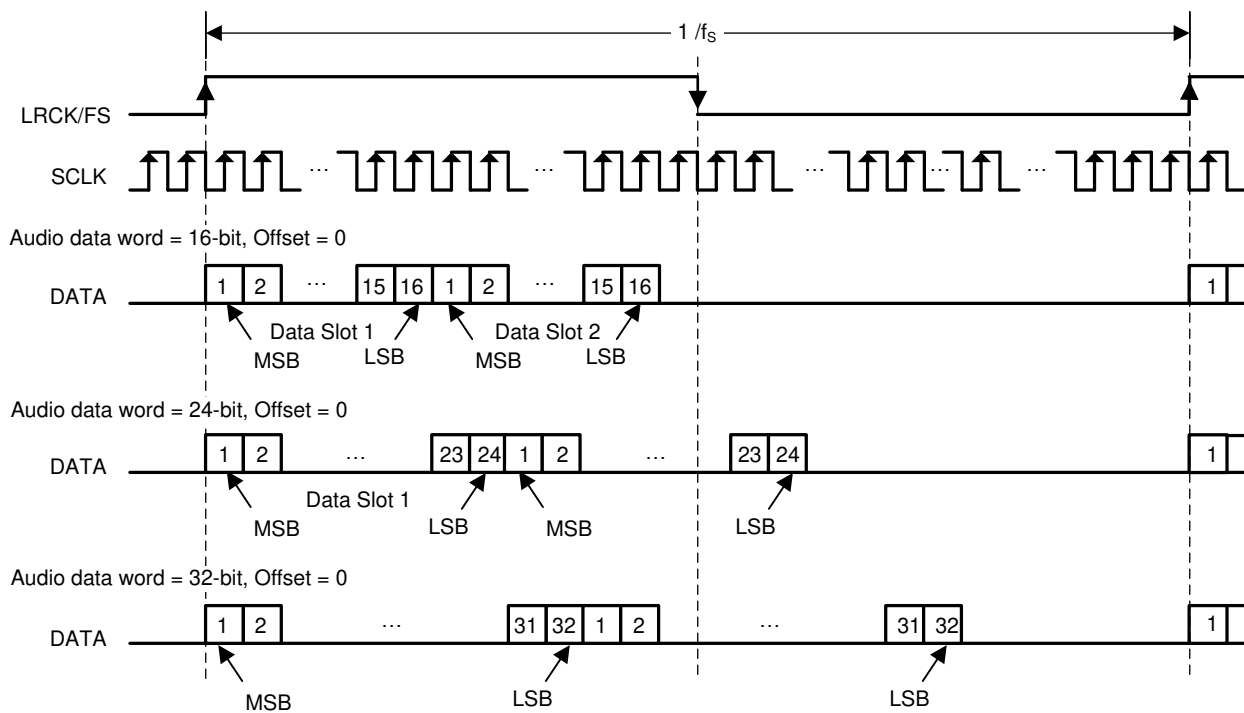 1 /fS
LRCK/FS
SCLK ... ... ... ... ...
Audio data word = 16-bit, Offset = 0
DATA 1 2 ... 15 16 1 2 ... 15 16 1
Data Slot 1 LSB Data Slot 2 LSB
MSB MSB
Audio data word = 24-bit, Offset = 0
DATA 1 2 ... 23 24 1 2 ... 23 24 1
Data Slot 1
MSB LSB MSB LSB
Audio data word = 32-bit, Offset = 0
DATA 1 2 ... 31 32 1 2 ... 31 32 1
MSB LSB LSB